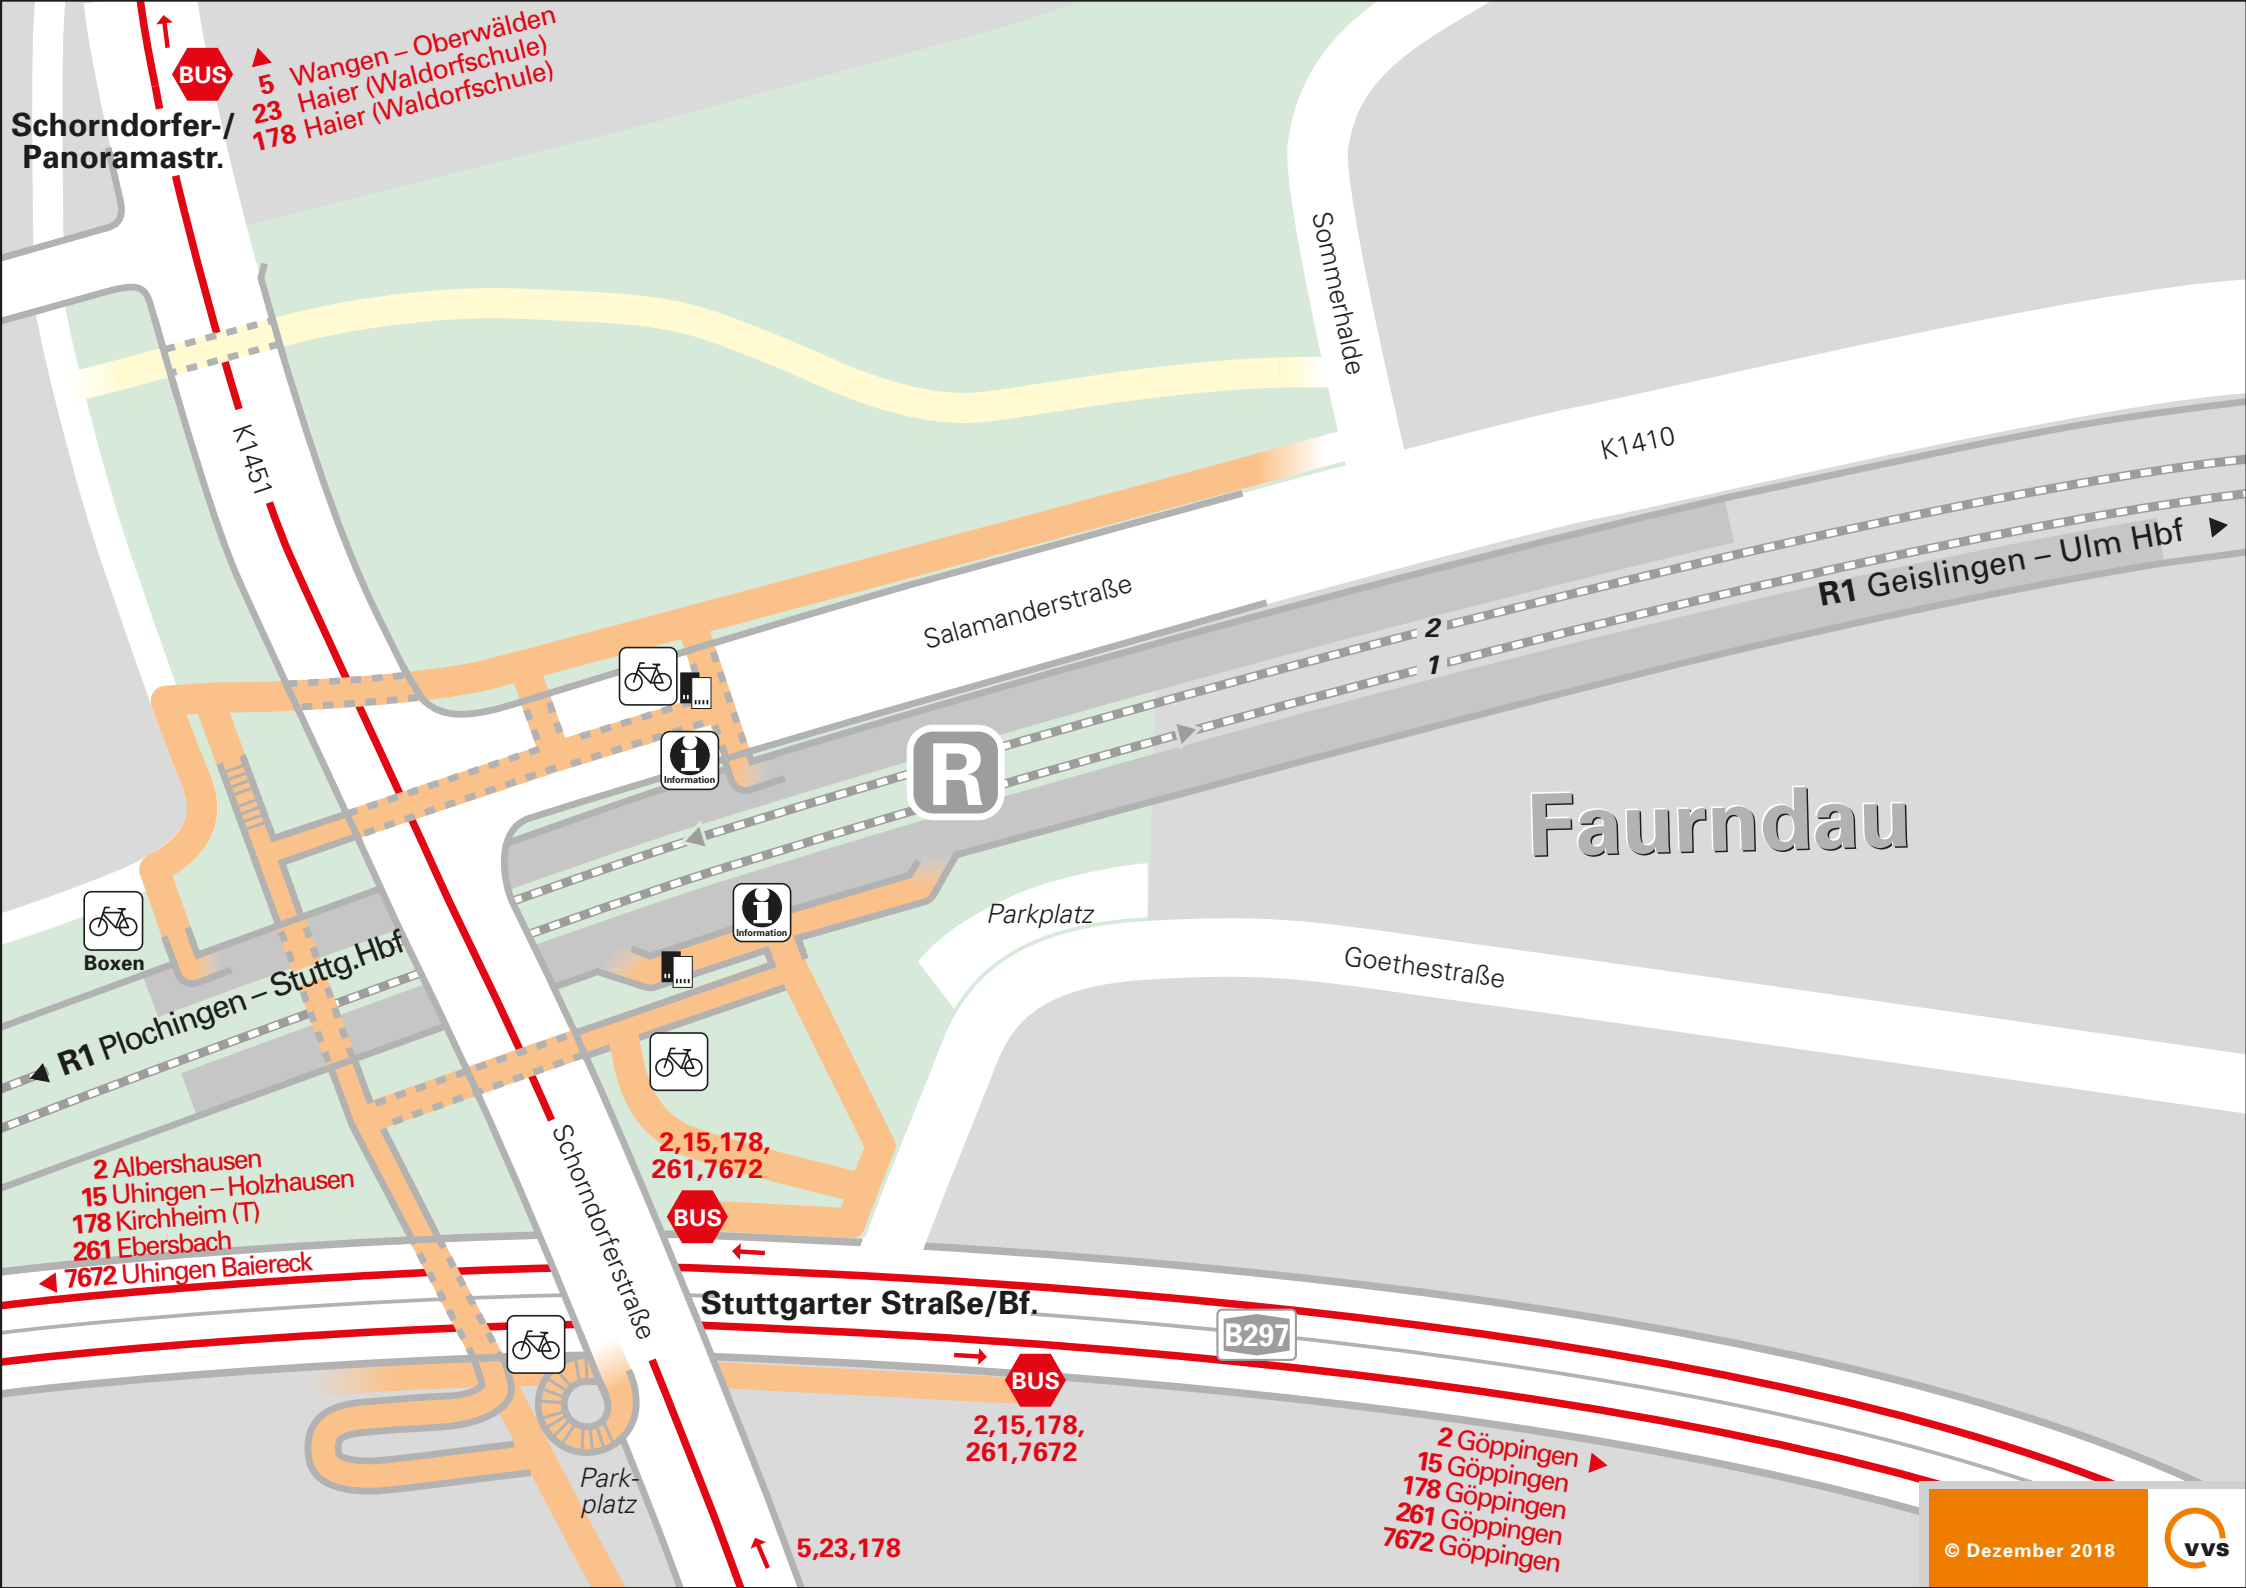 BUS
5 Wangen – Oberwälden
23 Haier (Waldorfschule)
178 Haier (Waldorfschule)
Schorndorfer-/
Panoramastr.
Sommerhalde
K1451
K1410
Salamanderstraße
2
1
R1 Geislingen – Ulm Hbf
Information
R
Faurndau
Information
Parkplatz
Goethestraße
Boxen
R1 Plochingen – Stuttg.Hbf
2 Albershausen
15 Uhingen – Holzhausen
178 Kirchheim (T)
261 Ebersbach
7672 Uhingen Baiereck
Schorndorferstraße
2,15,178,
261,7672
BUS
Stuttgarter Straße/Bf.
B297
BUS
2,15,178,
261,7672
2 Göppingen
15 Göppingen
178 Göppingen
261 Göppingen
7672 Göppingen
Park-
platz
5,23,178
© Dezember 2018
vvs